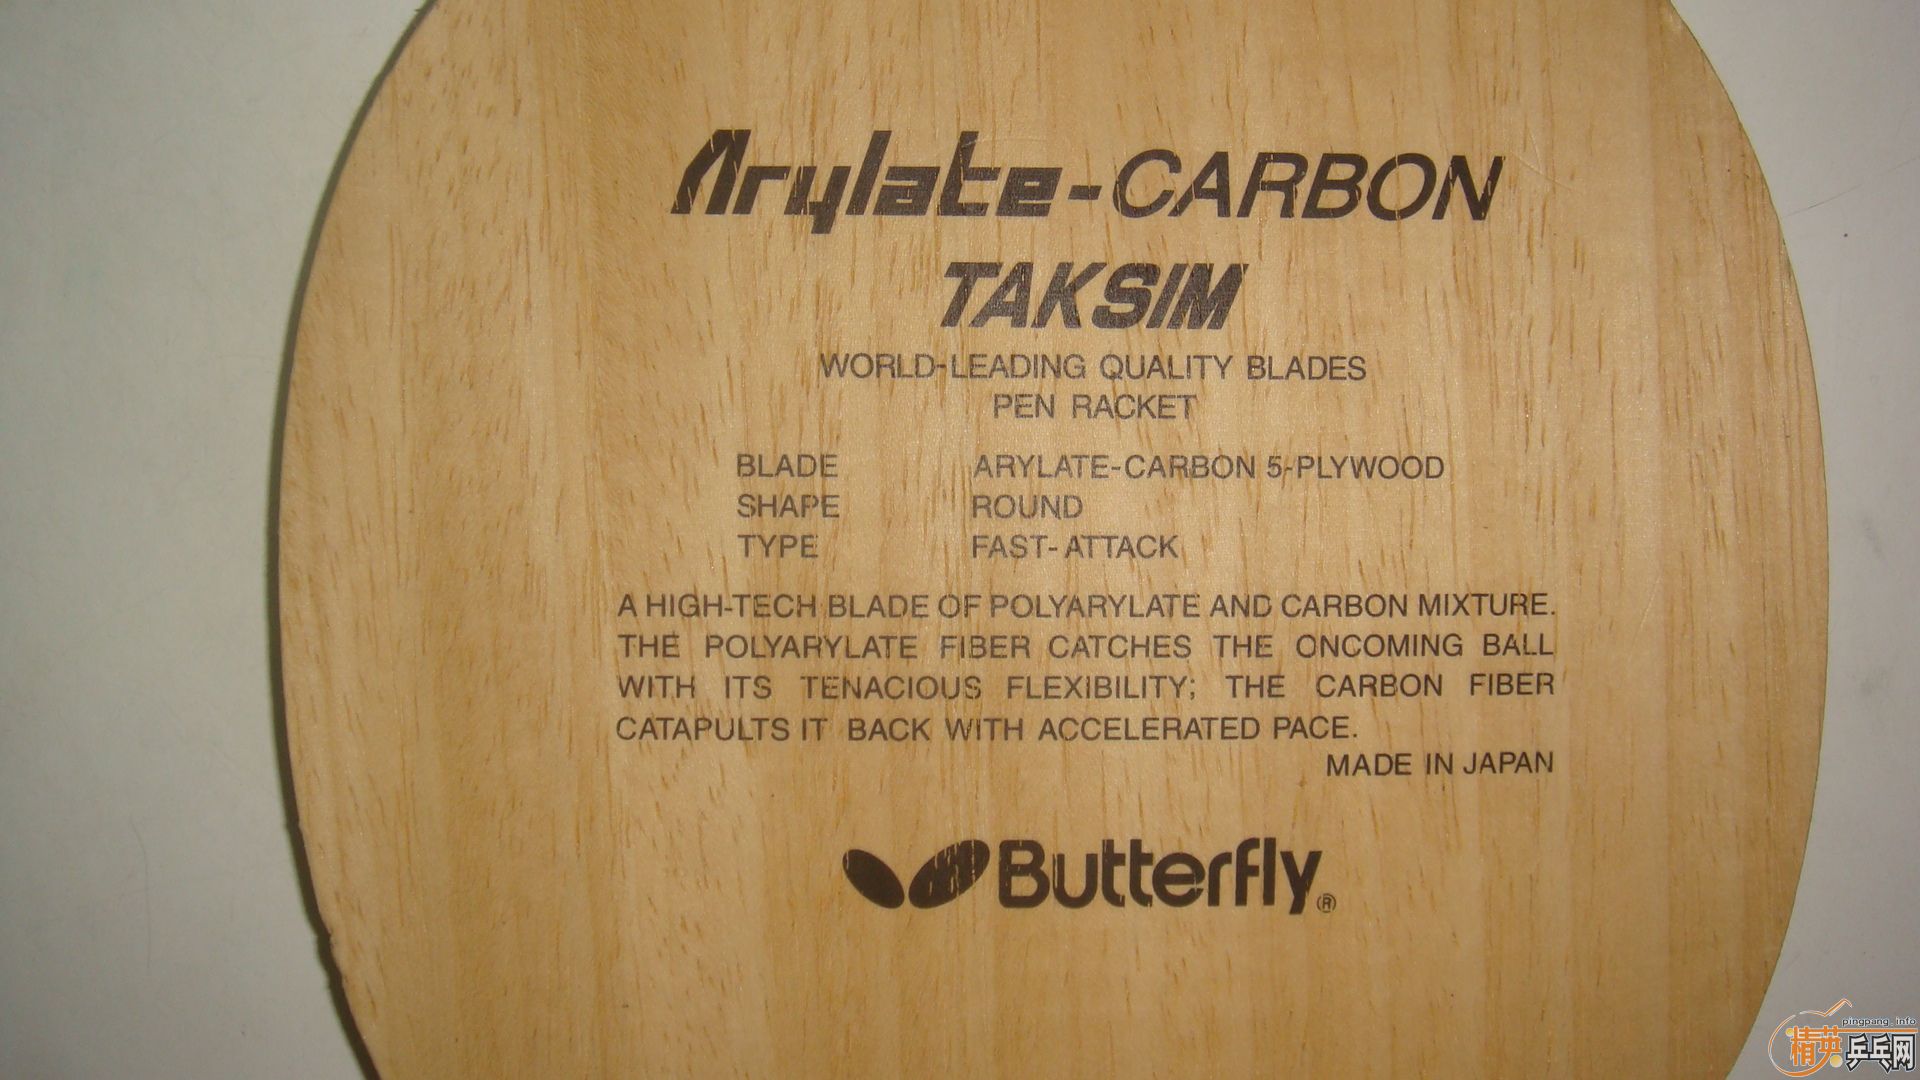 Arylate-CARBON
TAKSIM
WORLD-LEADING QUALITY BLADES
PEN RACKET
BLADE ARYLATE-CARBON 5-PLYWOOD
SHAPE ROUND
TYPE FAST-ATTACK
A HIGH-TECH BLADE OF POLYARYLATE AND CARBON MIXTURE.
THE POLYARYLATE FIBER CATCHES THE ONCOMING BALL
WITH ITS TENACIOUS FLEXIBILITY; THE CARBON FIBER
CATAPULTS IT BACK WITH ACCELERATED PACE.
MADE IN JAPAN
Butterfly®
pingpang.info
精英乒乓网